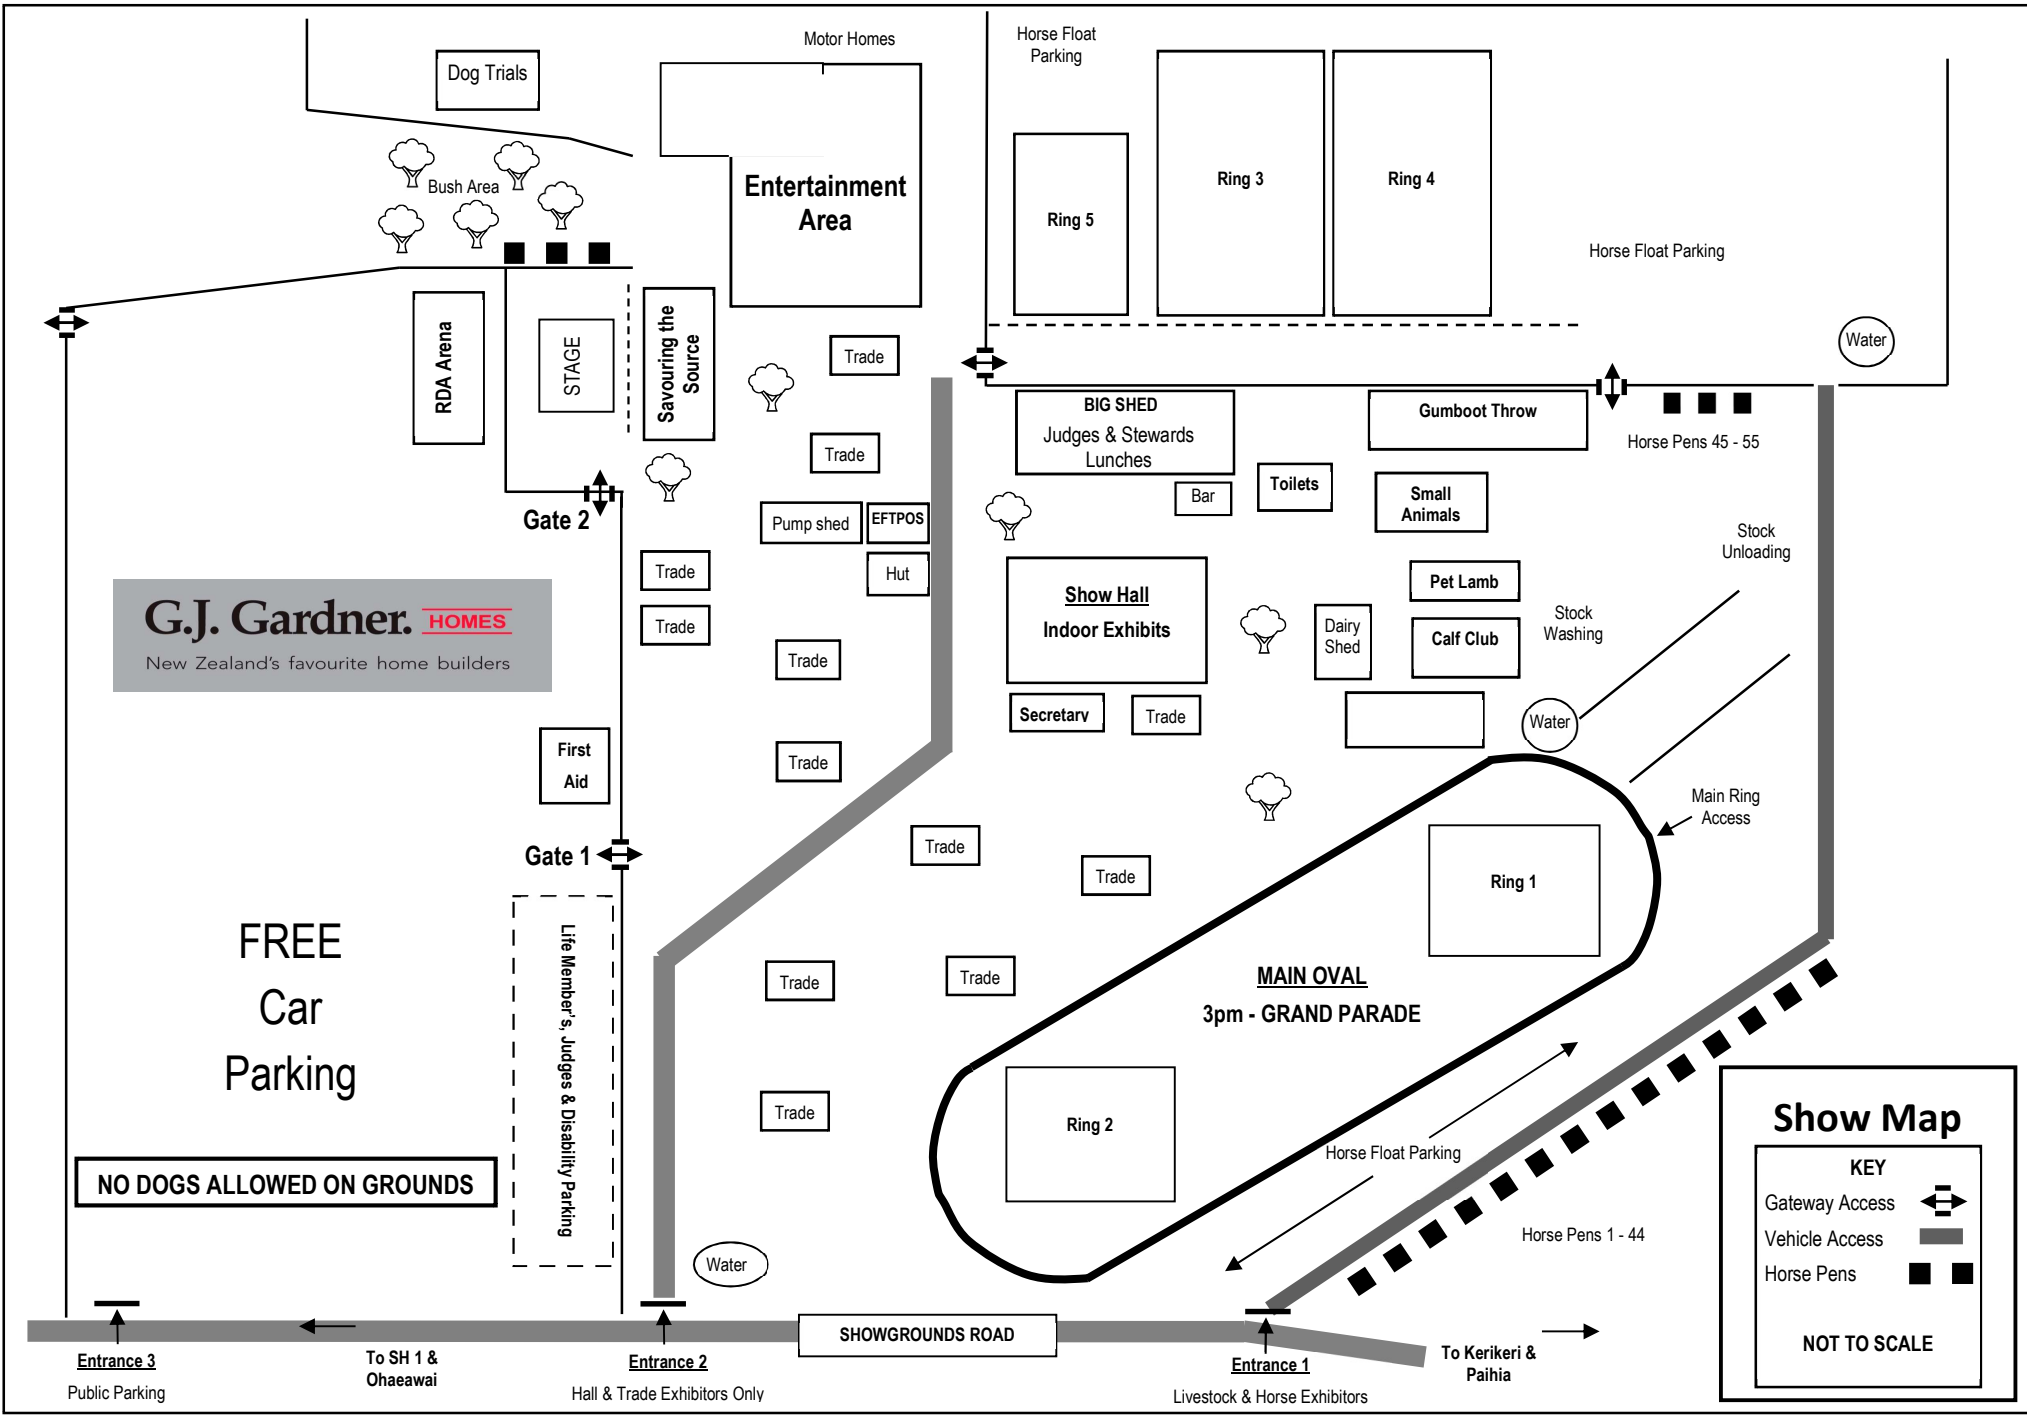 Motor Homes
Horse Float
Parking
Dog Trials
Bush Area
Entertainment
Area
Ring 5
Ring 3
Ring 4
Horse Float Parking
Water
RDA Arena
STAGE
Savouring the
Source
Trade
Trade
BIG SHED
Judges & Stewards
Lunches
Gumboot Throw
Horse Pens 45 - 55
Toilets
Bar
Small
Animals
Gate 2
Pump shed
EFTPOS
Hut
Stock
Unloading
Trade
Trade
G.J. Gardner. HOMES
New Zealand's favourite home builders
Show Hall
Indoor Exhibits
Pet Lamb
Dairy
Shed
Calf Club
Stock
Washing
Trade
Secretary
Trade
Water
First
Aid
Trade
Main Ring
Access
Gate 1
Trade
Trade
Ring 1
FREE
Car
Parking
Life Member's, Judges & Disability Parking
Trade
Trade
MAIN OVAL
3pm - GRAND PARADE
Trade
Ring 2
Horse Float Parking
NO DOGS ALLOWED ON GROUNDS
Water
Horse Pens 1 - 44
Show Map
KEY
Gateway Access
Vehicle Access
Horse Pens
NOT TO SCALE
SHOWGROUNDS ROAD
Entrance 3
Public Parking
To SH 1 &
Ohaeawai
Entrance 2
Hall & Trade Exhibitors Only
Entrance 1
Livestock & Horse Exhibitors
To Kerikeri &
Paihia